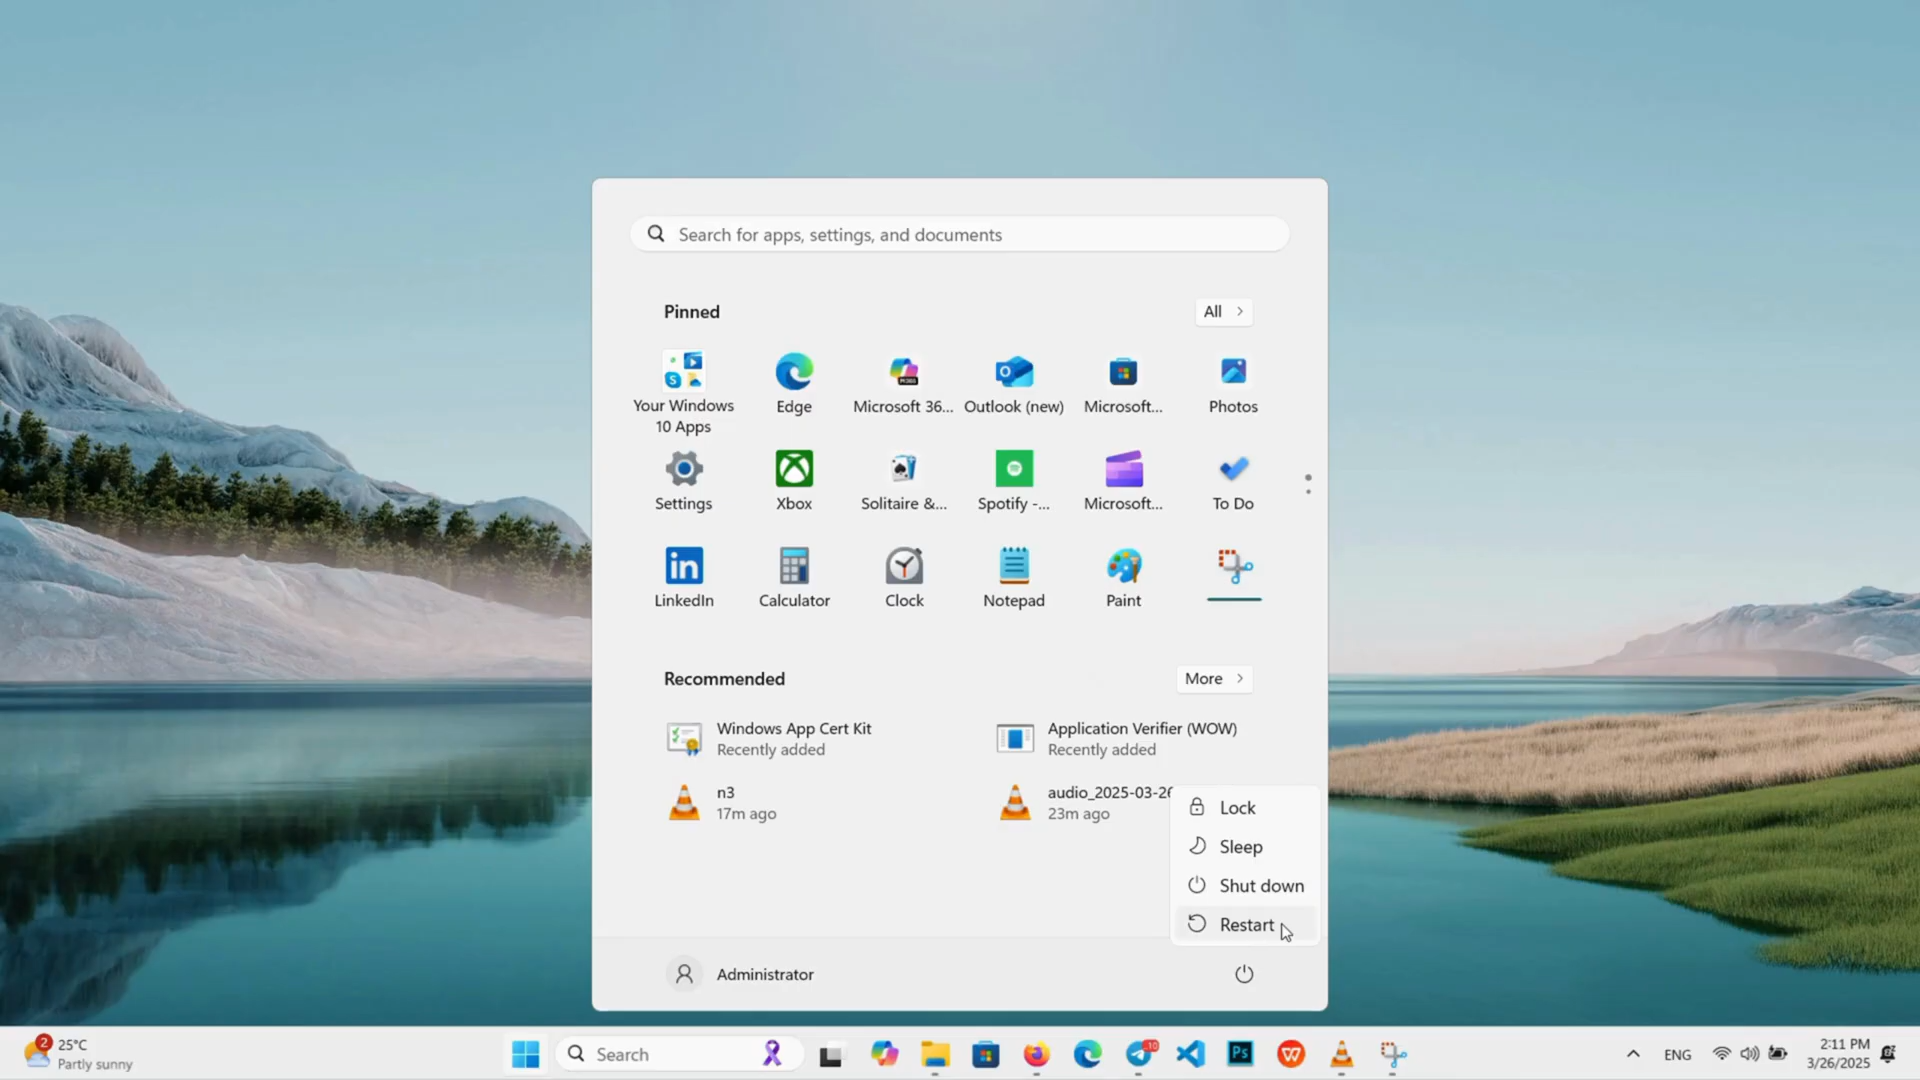 Search for apps, settings, and documents
Pinned
All
Your Windows
10 Apps
Edge
Microsoft 36...
Outlook (new)
Microsoft...
Photos
Settings
Xbox
Solitaire &...
Spotify -...
Microsoft...
To Do
LinkedIn
Calculator
Clock
Notepad
Paint
Recommended
More
Windows App Cert Kit
Recently added
Application Verifier (WOW)
Recently added
n3
17m ago
audio_2025-03-26
23m ago
Lock
Sleep
Shut down
Restart
Administrator
2
25°C
Partly sunny
Search
10
Ps
ENG
2:11 PM
3/26/2025